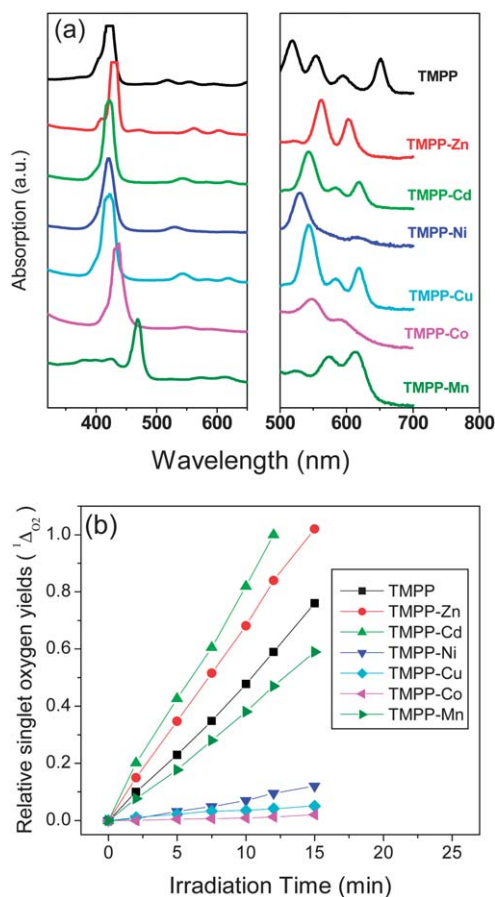 (a)
Absorption (a.u.)
TMPP
TMPP-Zn
TMPP-Cd
TMPP-Ni
TMPP-Cu
TMPP-Co
TMPP-Mn
400 500 600 500 600 700 800
Wavelength (nm)
(b)
Relative singlet oxygen yields (¹Δ_O2)
1.0
0.8
0.6
0.4
0.2
0.0
TMPP
TMPP-Zn
TMPP-Cd
TMPP-Ni
TMPP-Cu
TMPP-Co
TMPP-Mn
0 5 10 15 20 25
Irradiation Time (min)